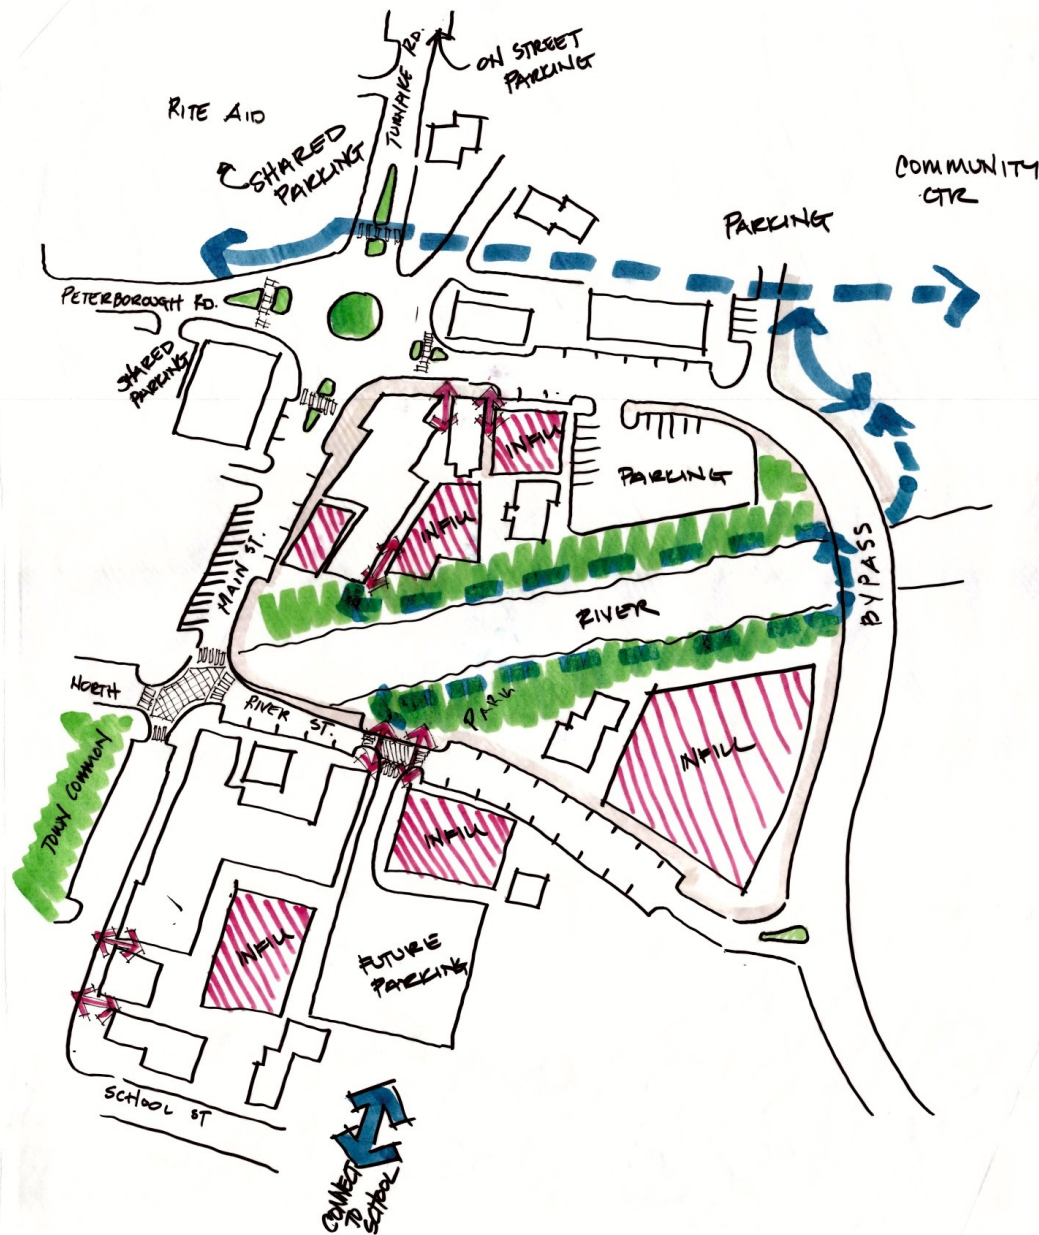 ON STREET
PARKING
TURNPIKE RD.
RITE AID
SHARED
PARKING
COMMUNITY
CTR
PARKING
PETERBOROUGH RD.
SHARED
PARKING
INFILL
PARKING
INFILL
MAIN ST.
BYPASS
RIVER
NORTH
RIVER ST.
PARK
INFILL
TOWN COMMON
INFILL
INFILL
FUTURE
PARKING
SCHOOL ST
CONNECT
TO
SCHOOL